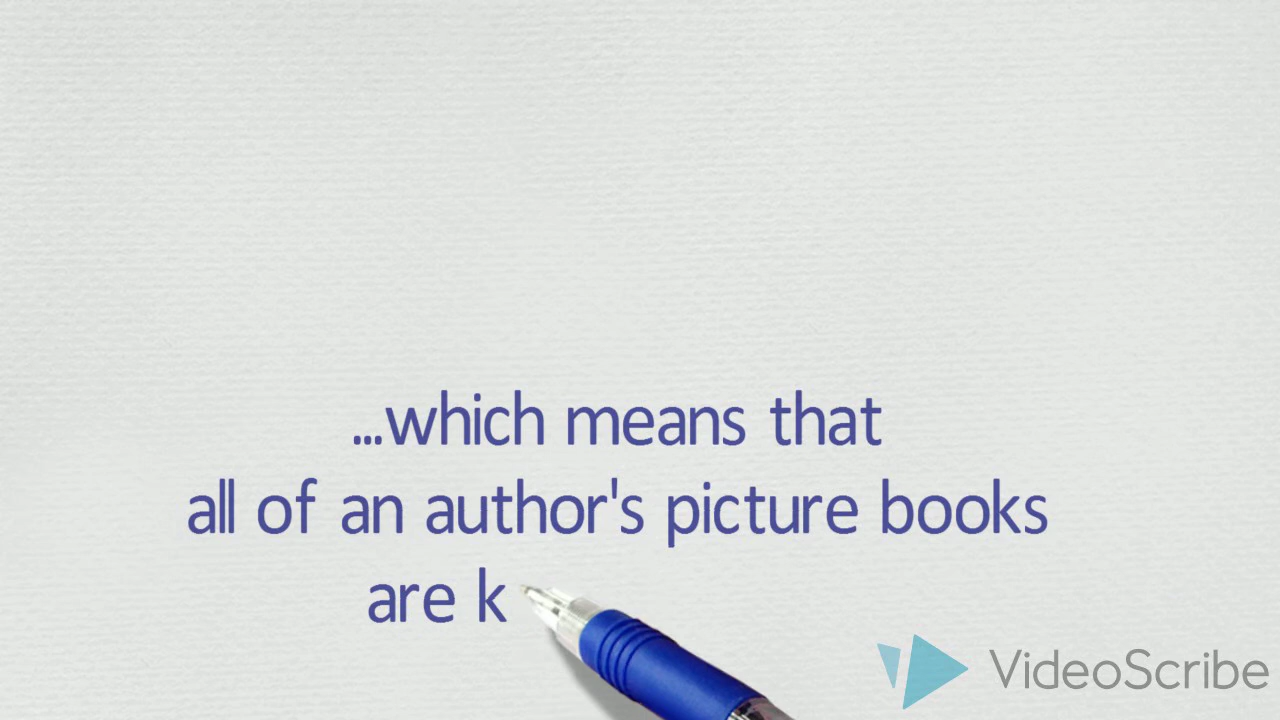 ...which means that
all of an author's picture books
are k
VideoScribe